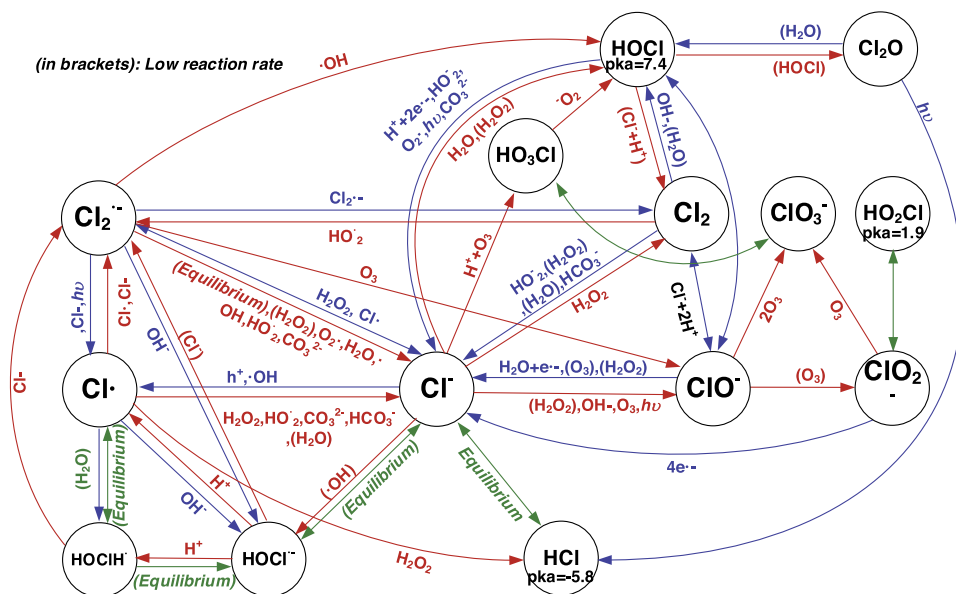 (in brackets): Low reaction rate
·OH
HOCl
pka=7.4
(H₂O)
(HOCl)
Cl₂O
hυ
H⁺+2e·-,HO·₂,
O₂·⁻,hυ,CO₃²⁻
H₂O,(H₂O₂)
·O₂
HO₃Cl
(Cl⁻+H⁺)
OH-,(H₂O)
Cl₂·⁻
Cl₂·-
HO·₂
Cl₂
ClO₃⁻
HO₂Cl
pka=1.9
O₃
H⁺+O₃
HO·₂,(H₂O₂)
,(H₂O),HCO₃⁻
H₂O₂
Cl⁻+2H⁺
2O₃
O₃
(Equilibrium),(H₂O₂),O₂·⁻,H₂O,·
OH,HO·₂,CO₃²⁻
H₂O₂, Cl·
,Cl-,hυ
Cl·,Cl-
OH⁻
(Cl⁻)
Cl-
Cl·
h⁺,·OH
H₂O₂,HO·₂,CO₃²⁻,HCO₃⁻
,(H₂O)
Cl⁻
H₂O+e·-,(O₃),(H₂O₂)
(H₂O₂),OH-,O₃,hυ
ClO⁻
(O₃)
ClO₂
-
4e·-
(H₂O)
(Equilibrium)
OH⁻
H⁺
(·OH)
(Equilibrium)
Equilibrium
HOClH·
H⁺
(Equilibrium)
HOCl·⁻
H₂O₂
HCl
pka=-5.8